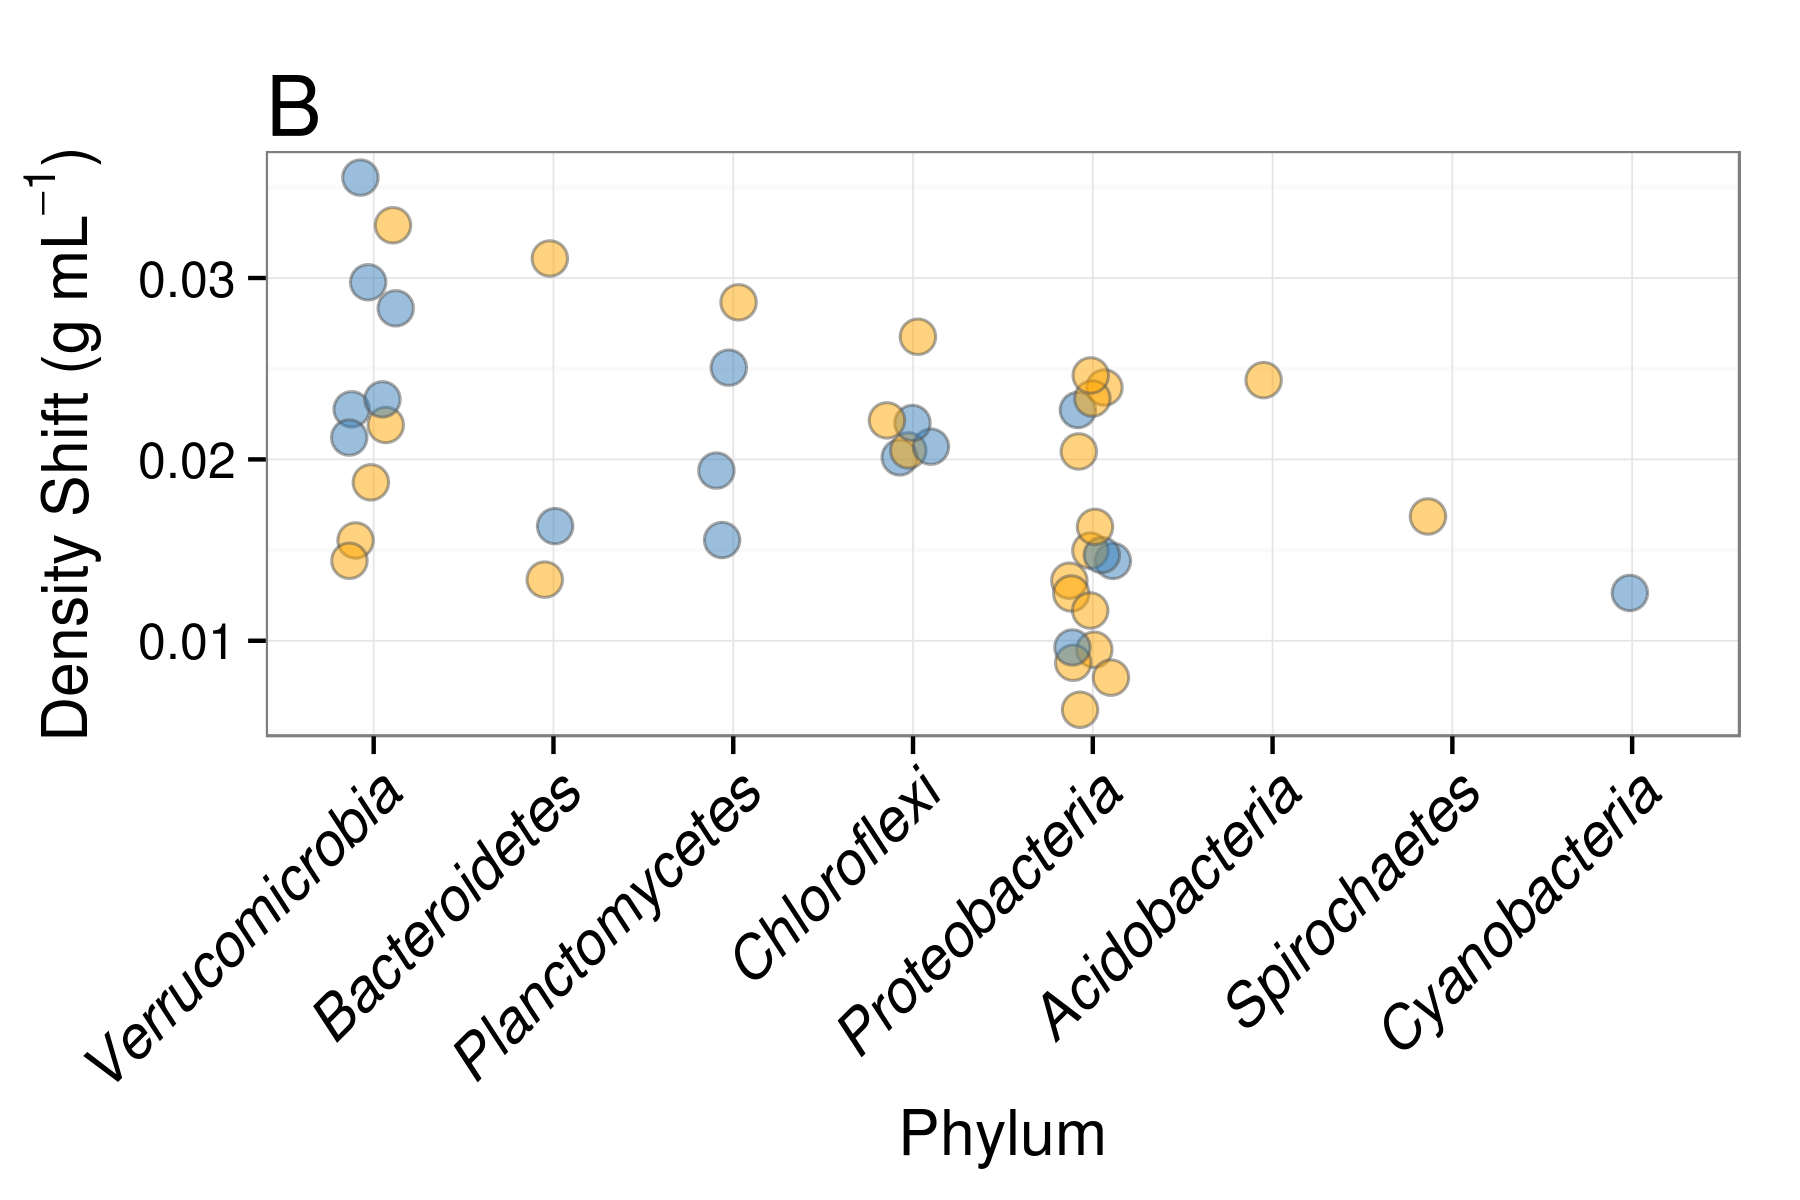 B
Density Shift (g mL⁻¹)
0.03
0.02
0.01
Verrucomicrobia
Bacteroidetes
Planctomycetes
Chloroflexi
Proteobacteria
Acidobacteria
Spirochaetes
Cyanobacteria
Phylum